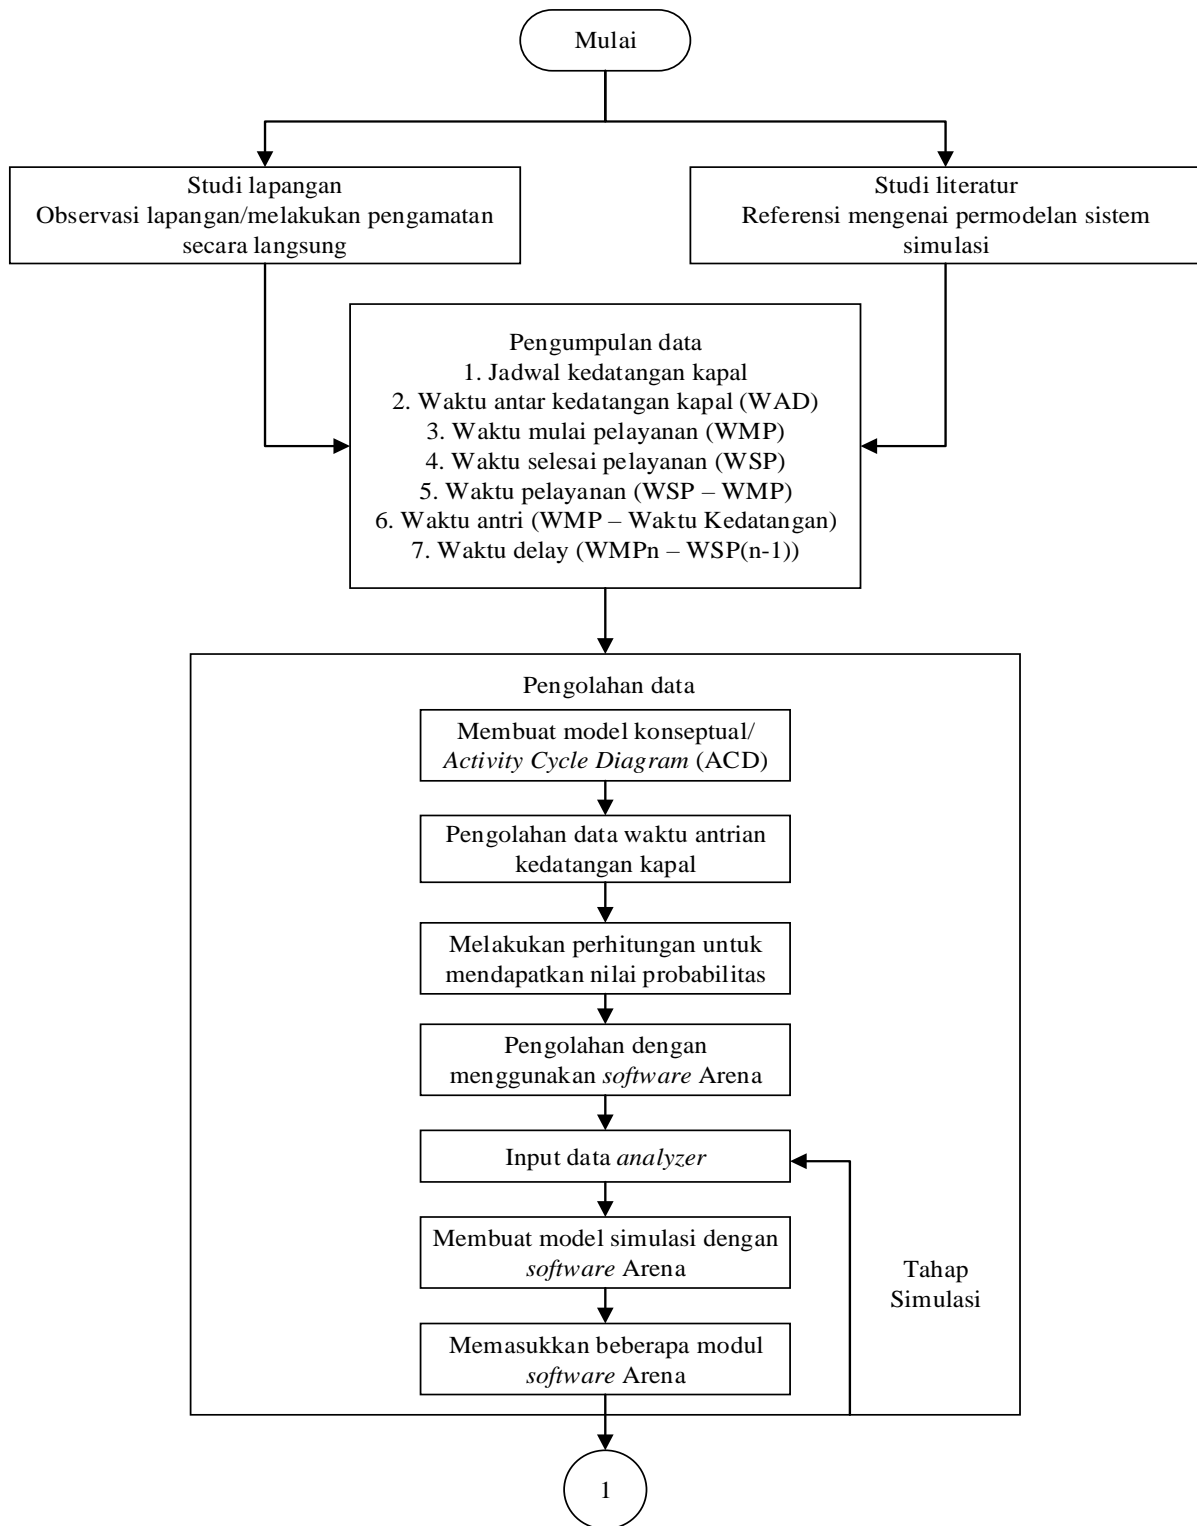 Mulai
Studi lapangan
Observasi lapangan/melakukan pengamatan
secara langsung
Studi literatur
Referensi mengenai permodelan sistem
simulasi
Pengumpulan data
1. Jadwal kedatangan kapal
2. Waktu antar kedatangan kapal (WAD)
3. Waktu mulai pelayanan (WMP)
4. Waktu selesai pelayanan (WSP)
5. Waktu pelayanan (WSP – WMP)
6. Waktu antri (WMP – Waktu Kedatangan)
7. Waktu delay (WMPn – WSP(n-1))
Pengolahan data
Membuat model konseptual/
Activity Cycle Diagram (ACD)
Pengolahan data waktu antrian
kedatangan kapal
Melakukan perhitungan untuk
mendapatkan nilai probabilitas
Pengolahan dengan
menggunakan software Arena
Input data analyzer
Membuat model simulasi dengan
software Arena
Tahap
Simulasi
Memasukkan beberapa modul
software Arena
1